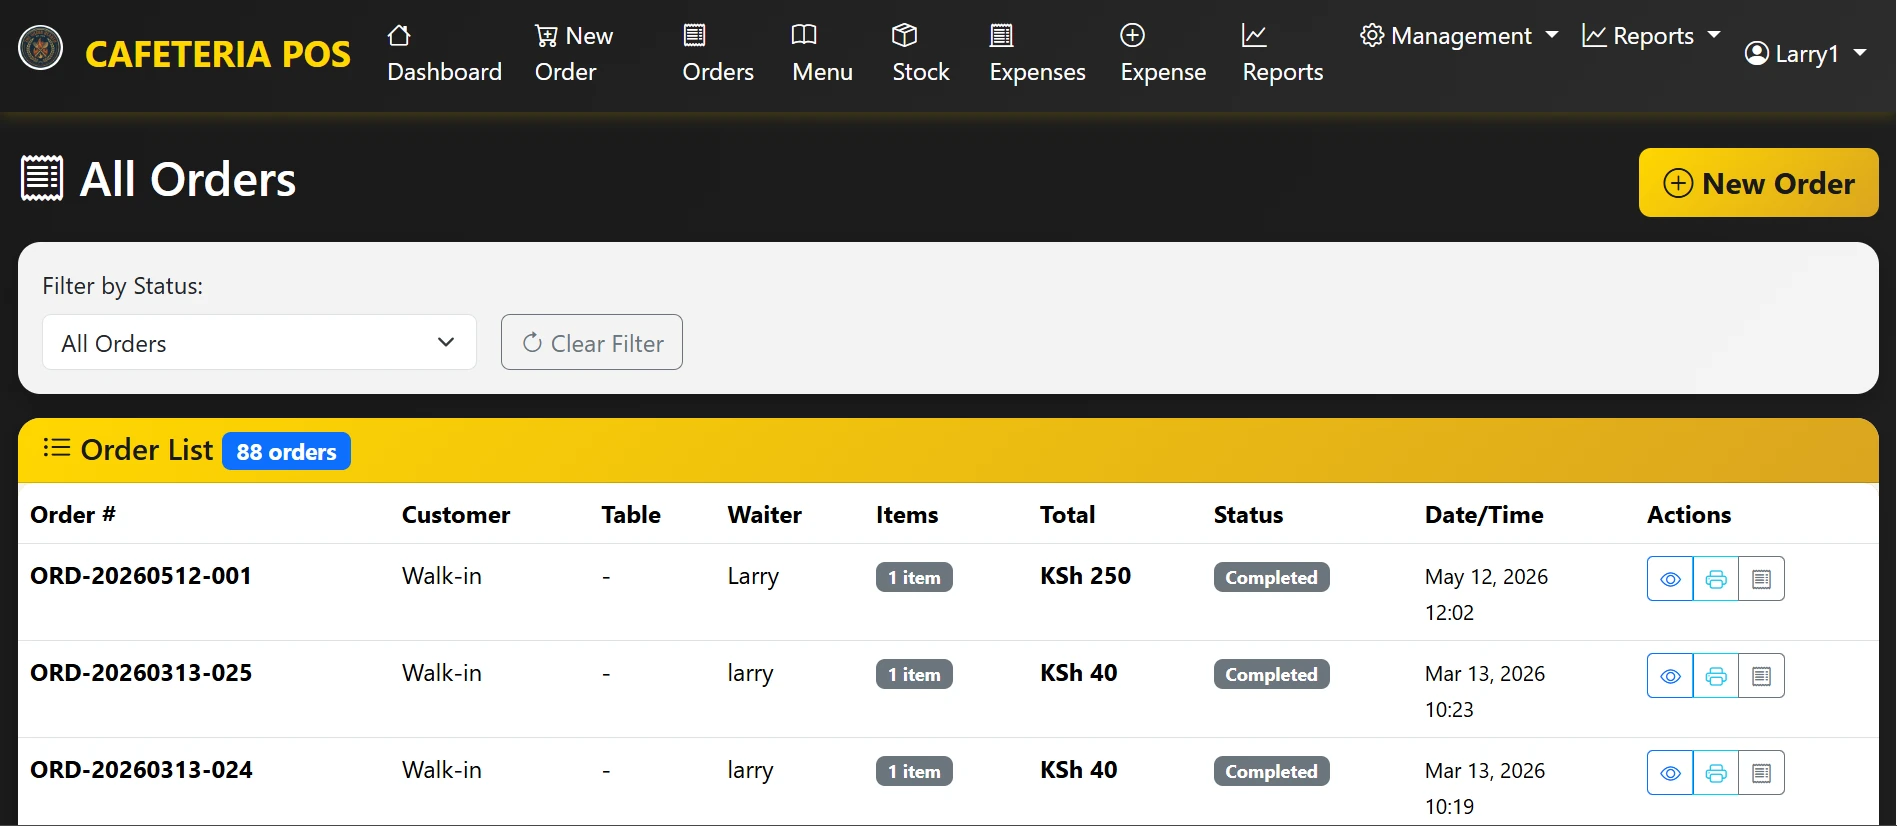 CAFETERIA POS
Dashboard
New Order
Orders
Menu
Stock
Expenses
Expense
Reports
Management
Reports
Larry1
All Orders
New Order
Filter by Status:
All Orders
Clear Filter
Order List 88 orders
Order # Customer Table Waiter Items Total Status Date/Time Actions
ORD-20260512-001 Walk-in - Larry 1 item KSh 250 Completed May 12, 2026 12:02
ORD-20260313-025 Walk-in - larry 1 item KSh 40 Completed Mar 13, 2026 10:23
ORD-20260313-024 Walk-in - larry 1 item KSh 40 Completed Mar 13, 2026 10:19